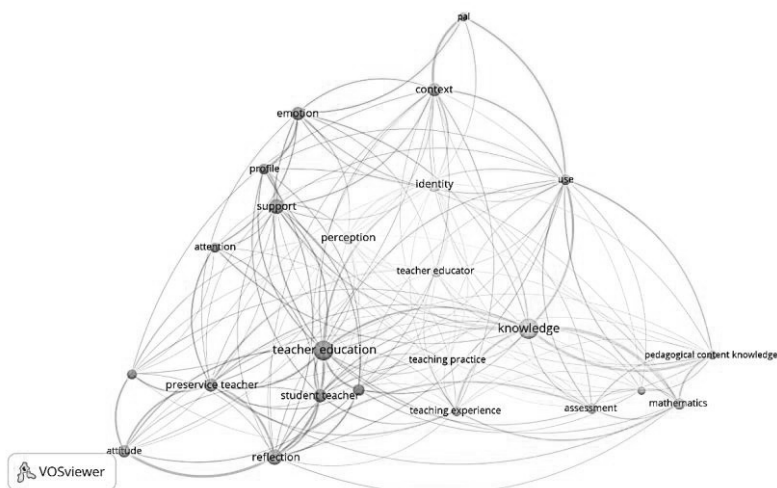 pal
context
emotion
profile
use
identity
support
perception
attention
teacher educator
knowledge
teacher education
pedagogical content knowledge
teaching practice
preservice teacher
student teacher
mathematics
teaching experience
assessment
attitude
reflection
VOSviewer